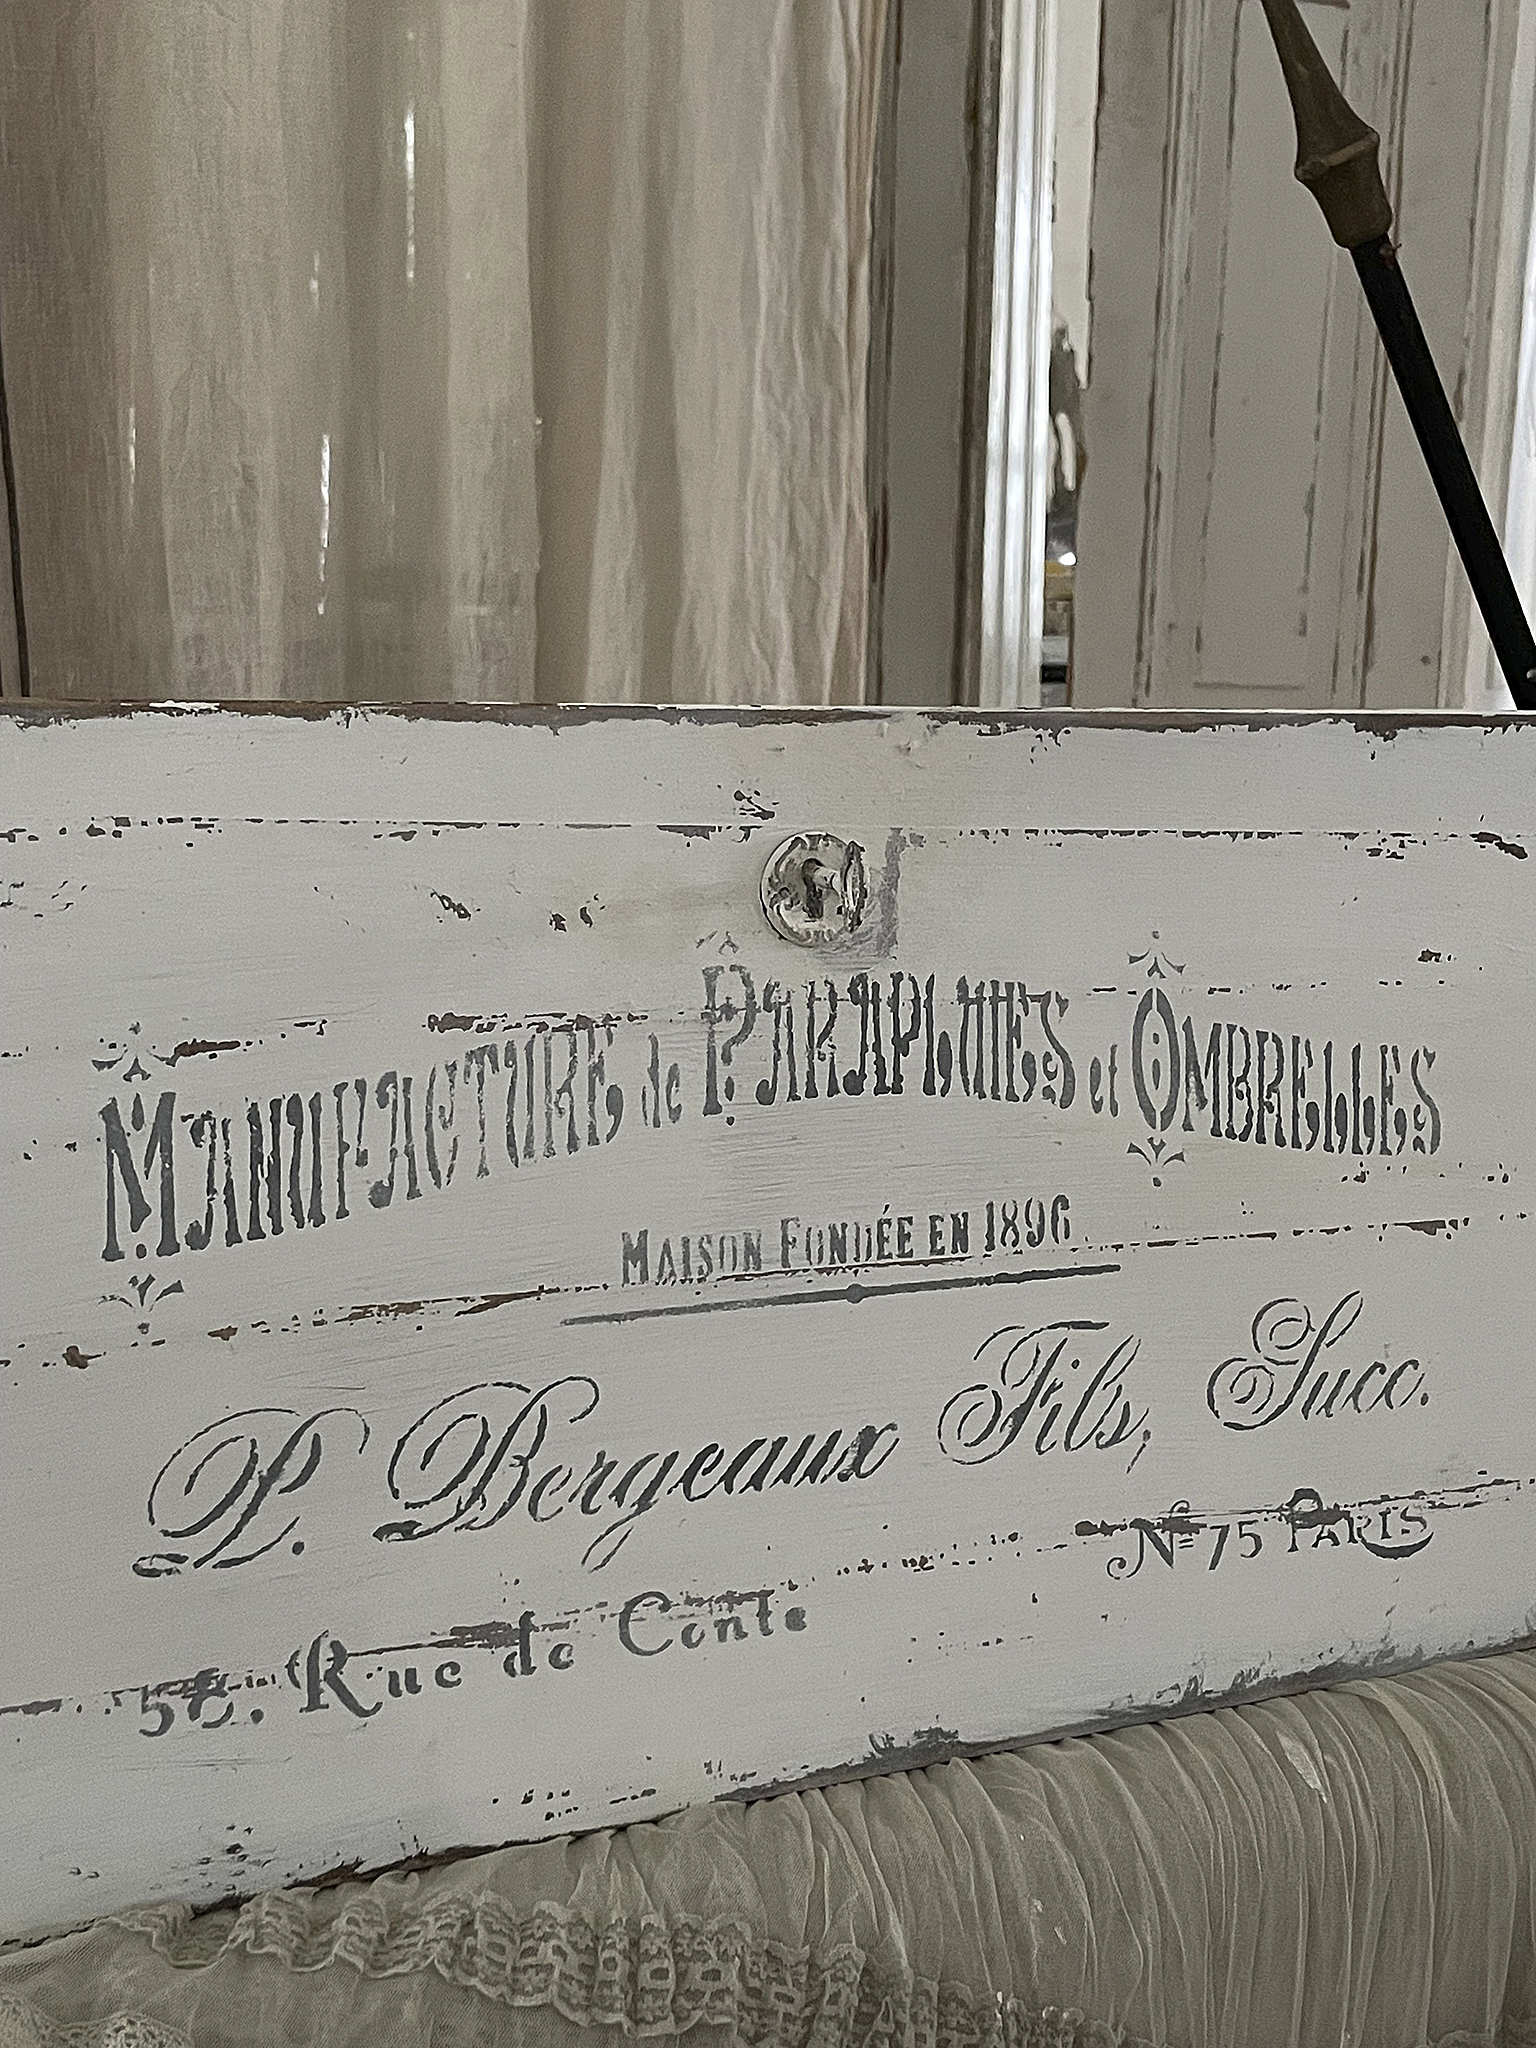 MANUFACTURE de PARAPLUIES et OMBRELLES
MAISON FONDÉE EN 1896
P. Bergeaux Fils, Succ.
Nº 75 PARIS
Rue de Conte